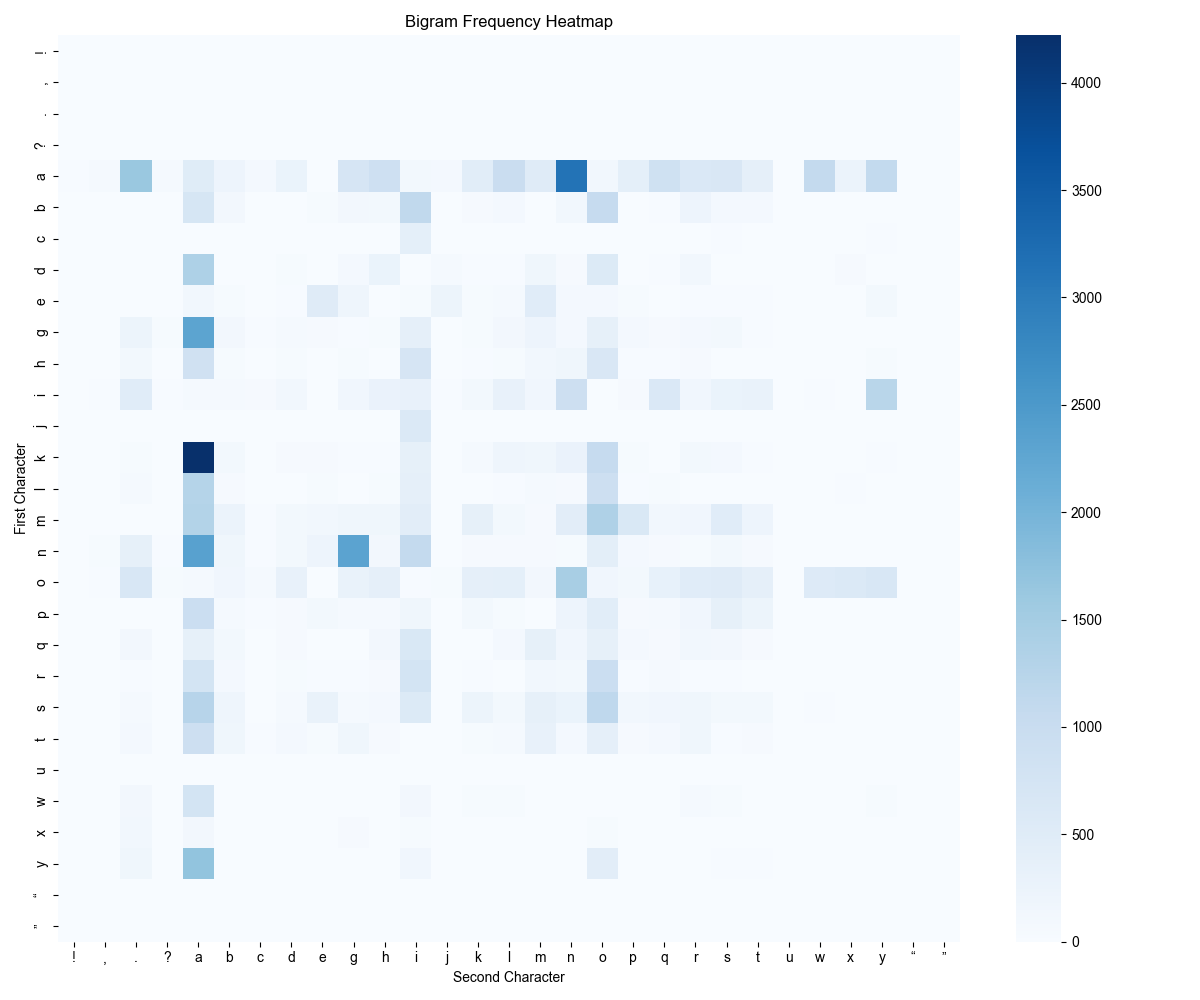 Bigram Frequency Heatmap
First Character
!
,
.
?
a
b
c
d
e
g
h
i
j
k
l
m
n
o
p
q
r
s
t
u
w
x
y
“
”
! , . ? a b c d e g h i j k l m n o p q r s t u w x y “ ”
Second Character
4000
3500
3000
2500
2000
1500
1000
500
0